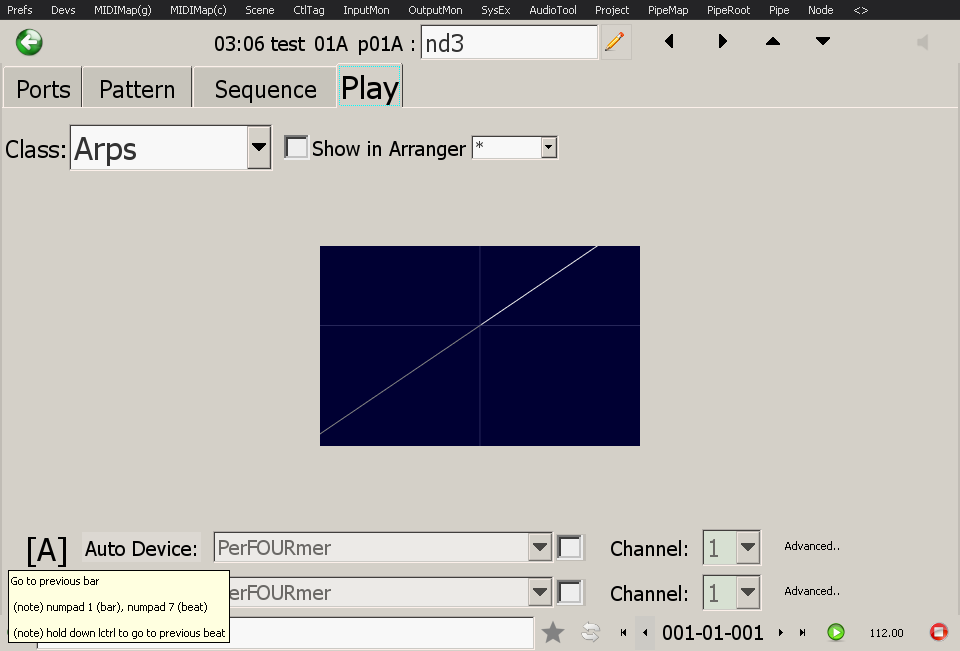 Prefs Devs MIDIMap(g) MIDIMap(c) Scene CtlTag InputMon OutputMon SysEx AudioTool Project PipeMap PipeRoot Pipe Node <>
03:06 test 01A p01A : nd3
Ports Pattern Sequence Play
Class: Arps Show in Arranger *
[A] Auto Device: PerFOURmer Channel: 1 Advanced..
PerFOURmer Channel: 1 Advanced..
Go to previous bar
(note) numpad 1 (bar), numpad 7 (beat)
(note) hold down lctrl to go to previous beat
001-01-001 112.00